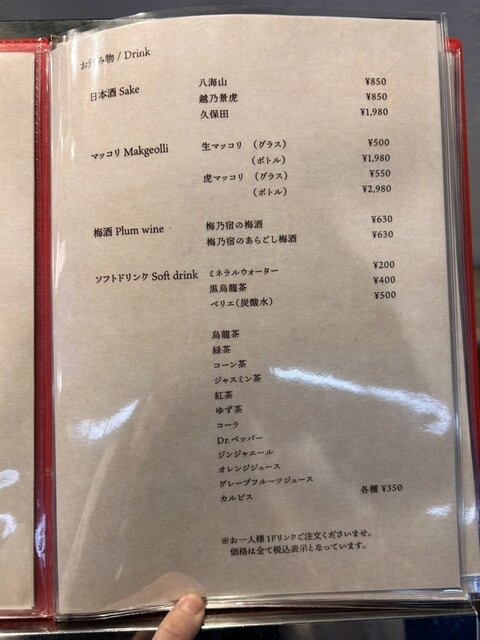 お飲み物 / Drink
日本酒 Sake 八海山 ¥850
越乃景虎 ¥850
久保田 ¥1,980
マッコリ Makgeolli 生マッコリ （グラス） ¥500
（ボトル） ¥1,980
虎マッコリ （グラス） ¥550
（ボトル） ¥2,980
梅酒 Plum wine 梅乃宿の梅酒 ¥630
梅乃宿のあらごし梅酒 ¥630
ソフトドリンク Soft drink ミネラルウォーター ¥200
黒烏龍茶 ¥400
ペリエ（炭酸水） ¥500
烏龍茶
緑茶
コーン茶
ジャスミン茶
紅茶
ゆず茶
コーラ
Dr.ペッパー
ジンジャエール
オレンジジュース
グレープフルーツジュース
カルピス 各種 ¥350
※お一人様 1ドリンクご注文くださいませ。
価格は全て税込表示となっています。